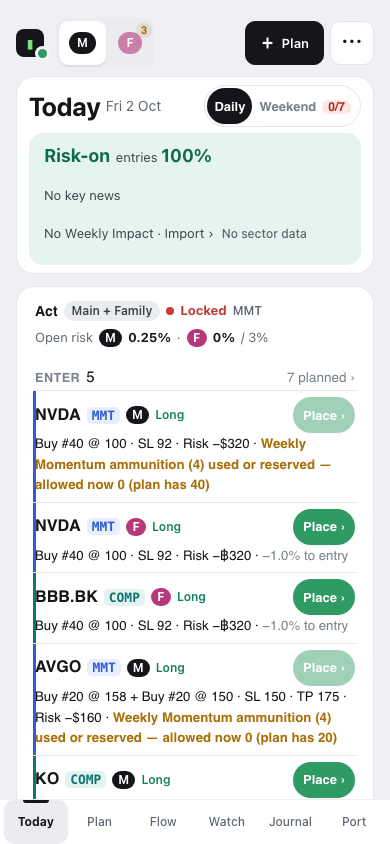 M F 3 + Plan •••
Today Fri 2 Oct Daily Weekend 0/7
Risk-on entries 100%
No key news
No Weekly Impact · Import › No sector data
Act Main + Family Locked MMT
Open risk M 0.25% · F 0% / 3%
ENTER 5 7 planned ›
NVDA MMT M Long Place ›
Buy #40 @ 100 · SL 92 · Risk −$320 · Weekly
Momentum ammunition (4) used or reserved —
allowed now 0 (plan has 40)
NVDA MMT F Long Place ›
Buy #40 @ 100 · SL 92 · Risk −฿320 · −1.0% to entry
BBB.BK COMP F Long Place ›
Buy #40 @ 100 · SL 92 · Risk −฿320 · −1.0% to entry
AVGO MMT M Long Place ›
Buy #20 @ 158 + Buy #20 @ 150 · SL 150 · TP 175 ·
Risk −$160 · Weekly Momentum ammunition (4)
used or reserved — allowed now 0 (plan has 20)
KO COMP M Long Place ›
Today Plan Flow Watch Journal Port